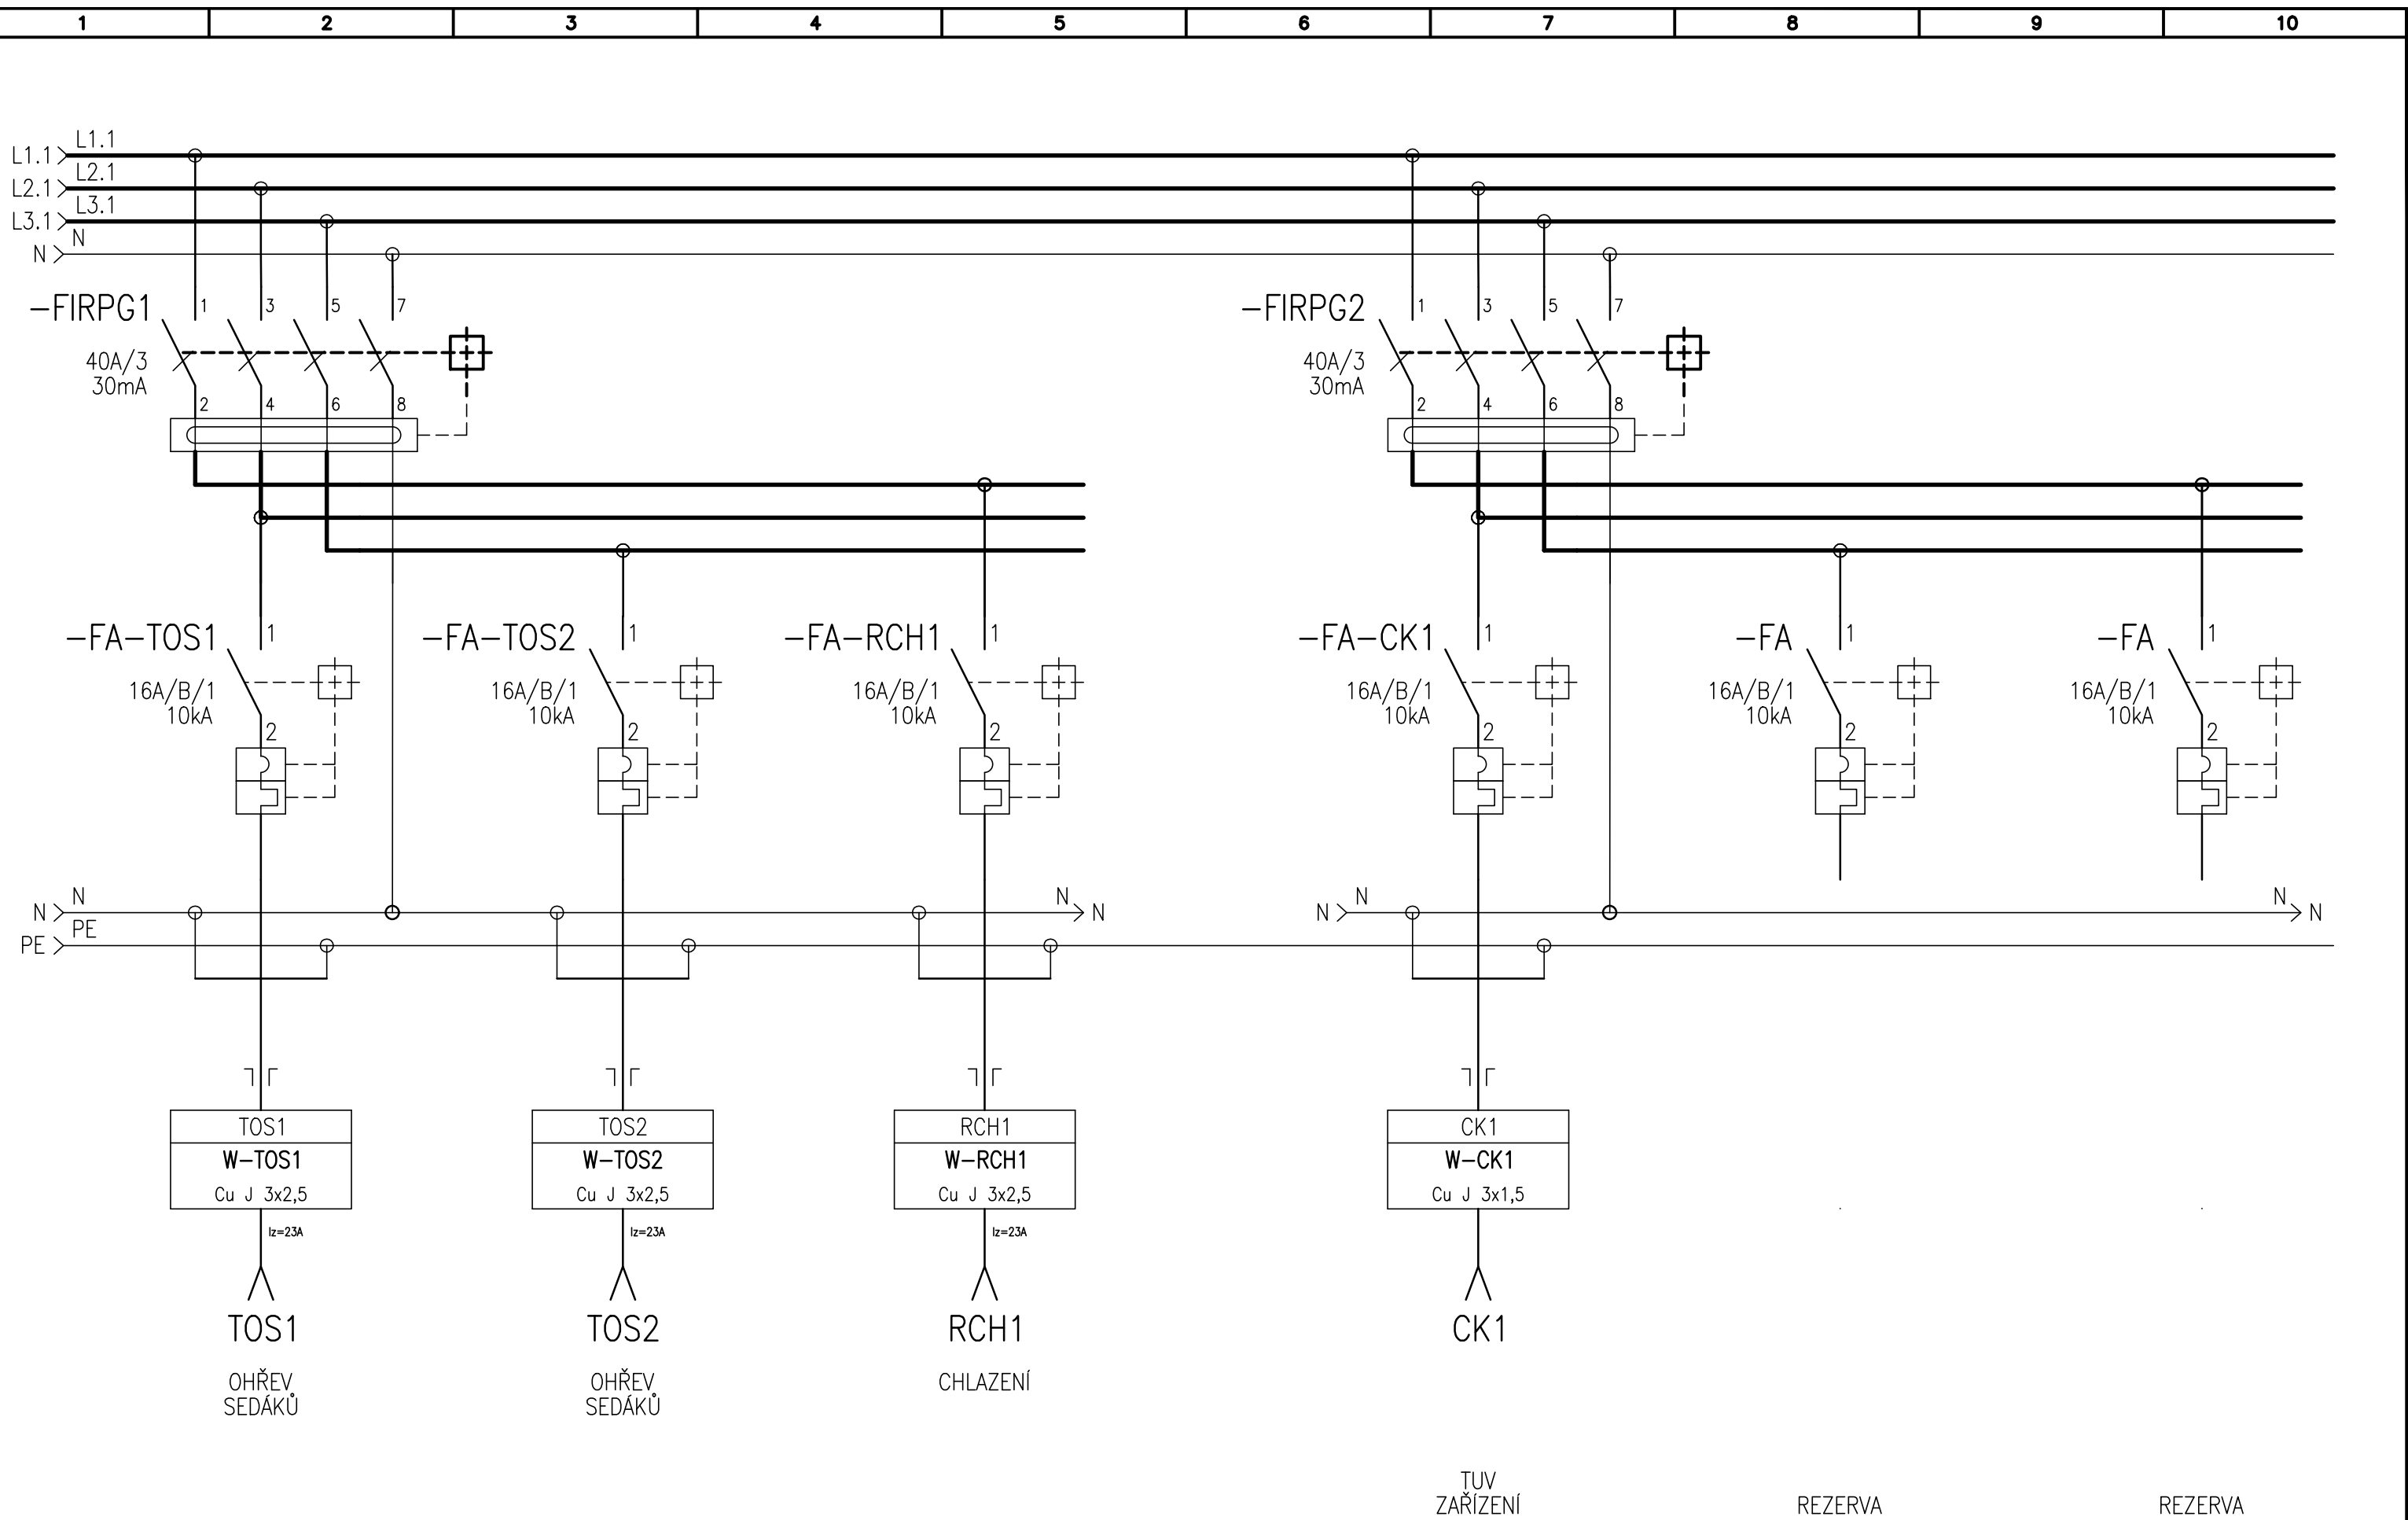 1 2 3 4 5 6 7 8 9 10
L1.1 L1.1
L2.1 L2.1
L3.1 L3.1
N N
-FIRPG1 1 3 5 7
40A/3
30mA
2 4 6 8
-FIRPG2 1 3 5 7
40A/3
30mA
2 4 6 8
-FA-TOS1 1
16A/B/1
10kA
2
-FA-TOS2 1
16A/B/1
10kA
2
-FA-RCH1 1
16A/B/1
10kA
2
-FA-CK1 1
16A/B/1
10kA
2
-FA 1
16A/B/1
10kA
2
-FA 1
16A/B/1
10kA
2
N N N N N N N N
PE PE
TOS1
W-TOS1
Cu J 3x2,5
Iz=23A
TOS1
OHŘEV
SEDÁKŮ
TOS2
W-TOS2
Cu J 3x2,5
Iz=23A
TOS2
OHŘEV
SEDÁKŮ
RCH1
W-RCH1
Cu J 3x2,5
Iz=23A
RCH1
CHLAZENÍ
CK1
W-CK1
Cu J 3x1,5
CK1
TUV
ZAŘÍZENÍ
REZERVA
REZERVA